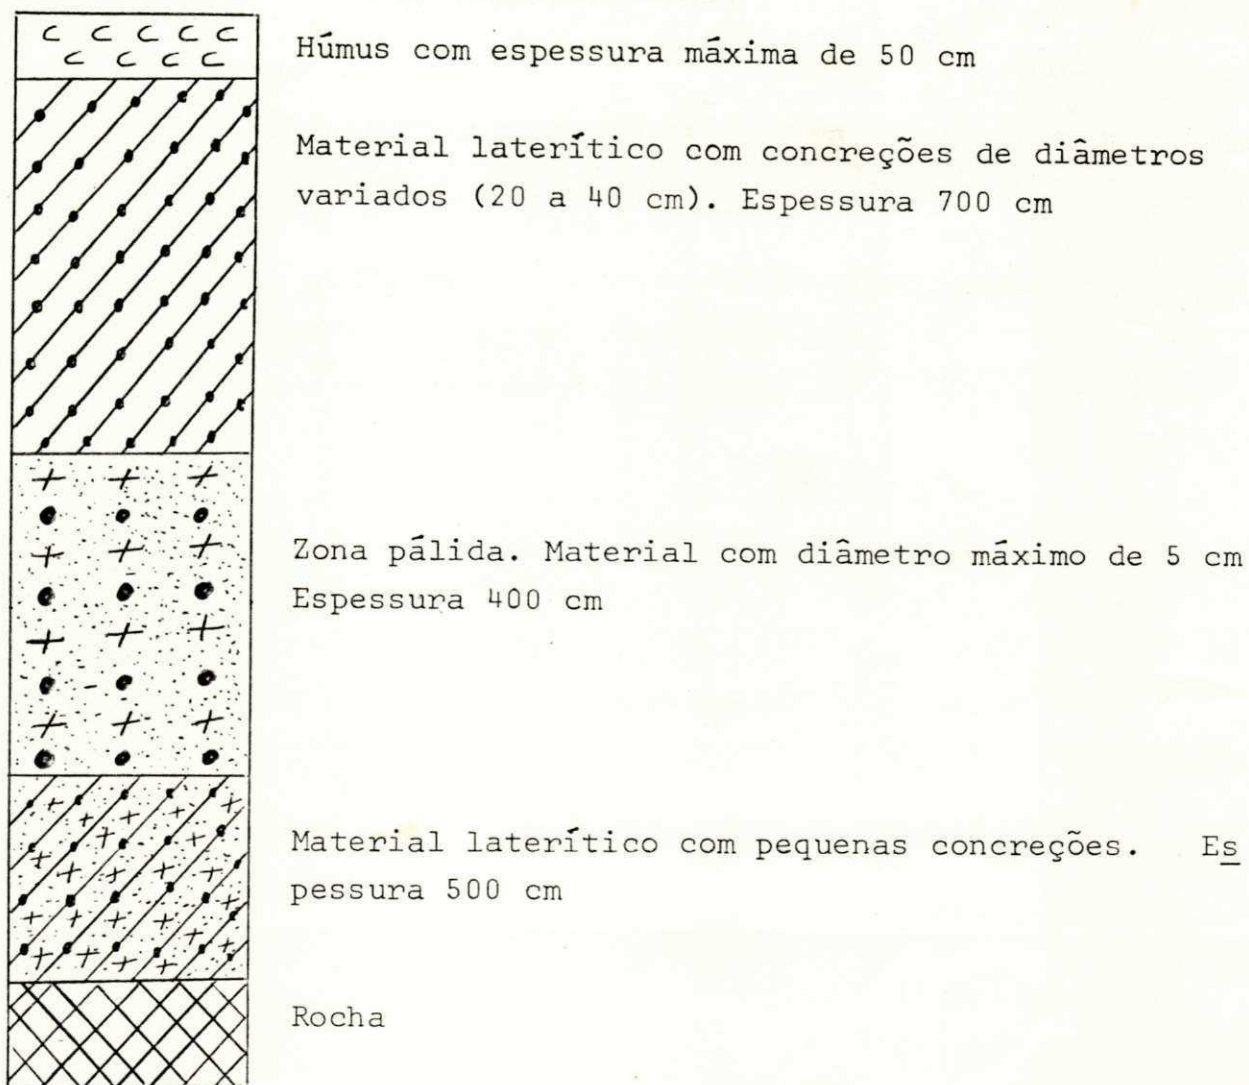 Húmus com espessura máxima de 50 cm
Material laterítico com concreções de diâmetros
variados (20 a 40 cm). Espessura 700 cm
Zona pálida. Material com diâmetro máximo de 5 cm
Espessura 400 cm
Material laterítico com pequenas concreções. Es
pessura 500 cm
Rocha